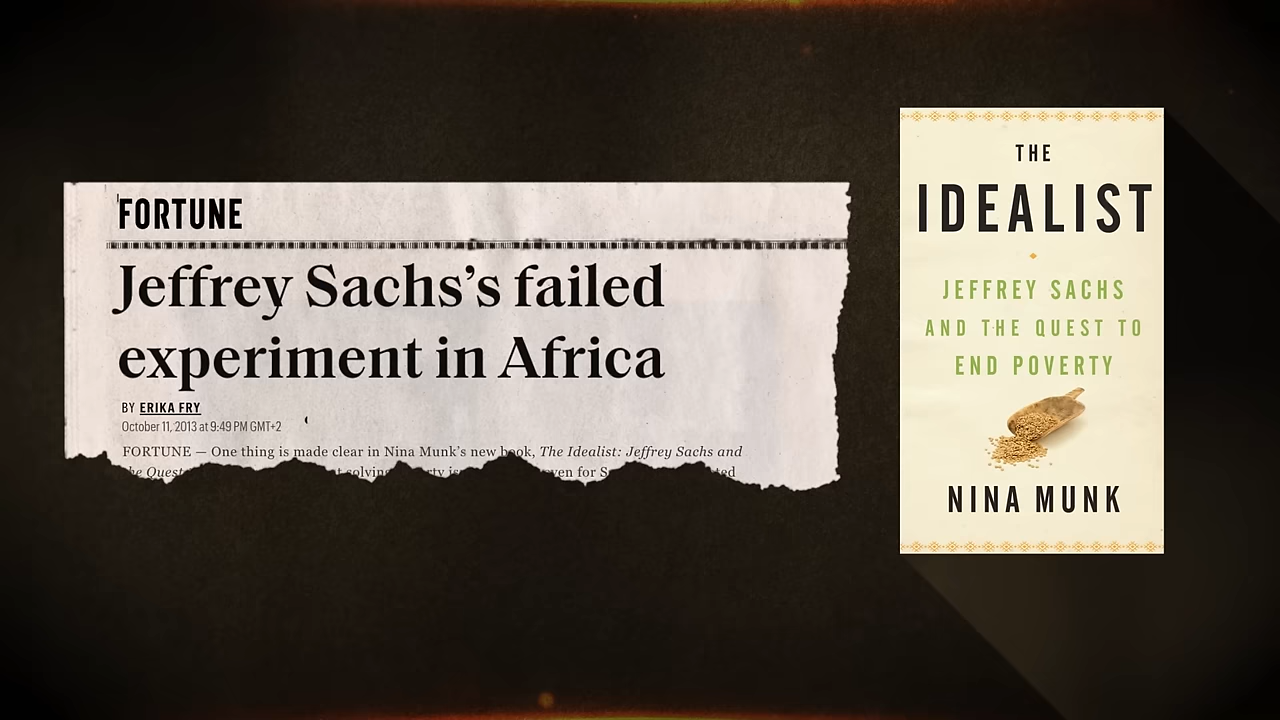 FORTUNE
Jeffrey Sachs's failed
experiment in Africa
BY ERIKA FRY
October 11, 2013 at 9:49 PM GMT+2
FORTUNE — One thing is made clear in Nina Munk's new book, The Idealist: Jeffrey Sachs and
the Quest
THE
IDEALIST
JEFFREY SACHS
AND THE QUEST TO
END POVERTY
NINA MUNK